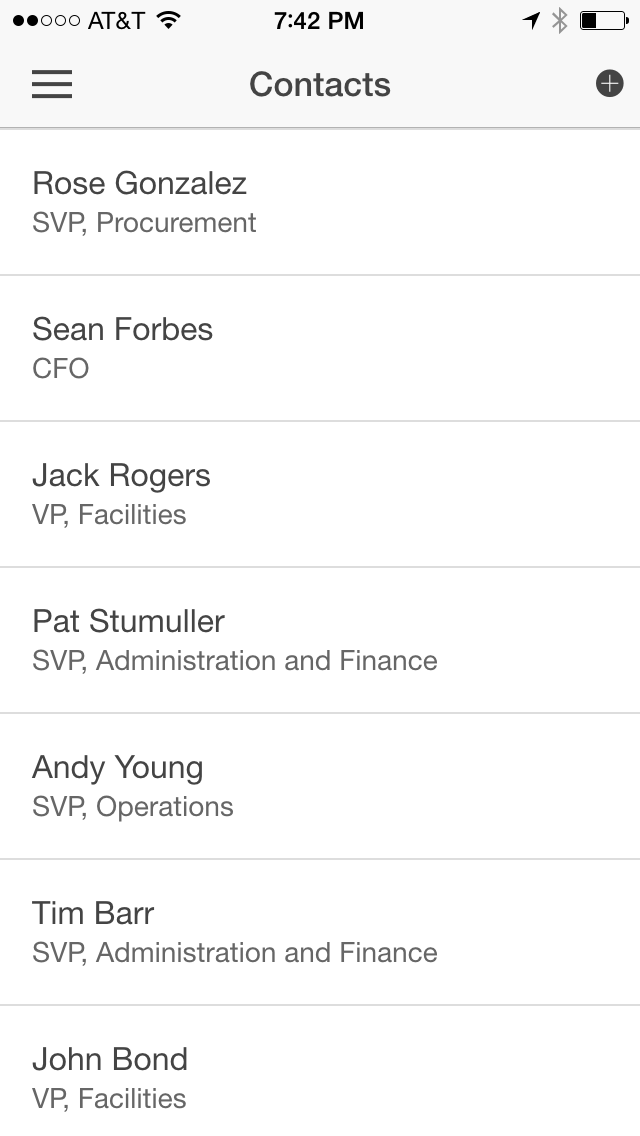 AT&T 7:42 PM
Contacts
Rose Gonzalez
SVP, Procurement
Sean Forbes
CFO
Jack Rogers
VP, Facilities
Pat Stumuller
SVP, Administration and Finance
Andy Young
SVP, Operations
Tim Barr
SVP, Administration and Finance
John Bond
VP, Facilities